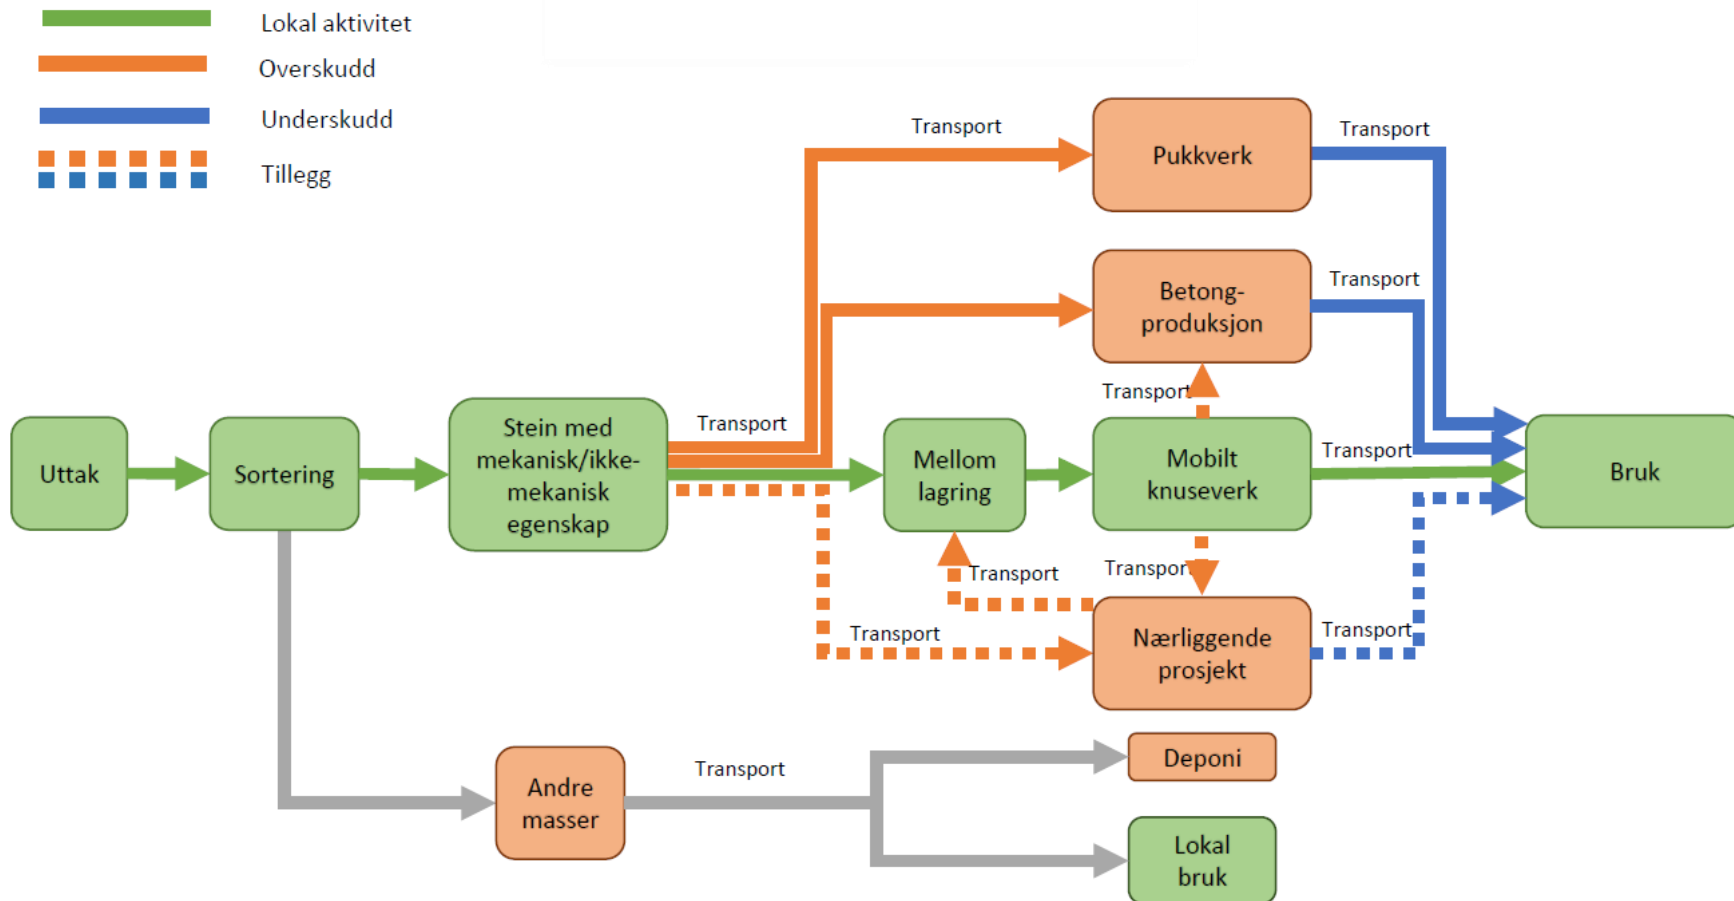 Lokal aktivitet
Overskudd
Underskudd
Tillegg
Transport
Pukkverk
Transport
Betong-
produksjon
Transport
Transport
Uttak
Sortering
Stein med
mekanisk/ikke-
mekanisk
egenskap
Transport
Mellom
lagring
Mobilt
knuseverk
Transport
Bruk
Transport
Transport
Transport
Nærliggende
prosjekt
Transport
Andre
masser
Transport
Deponi
Lokal
bruk